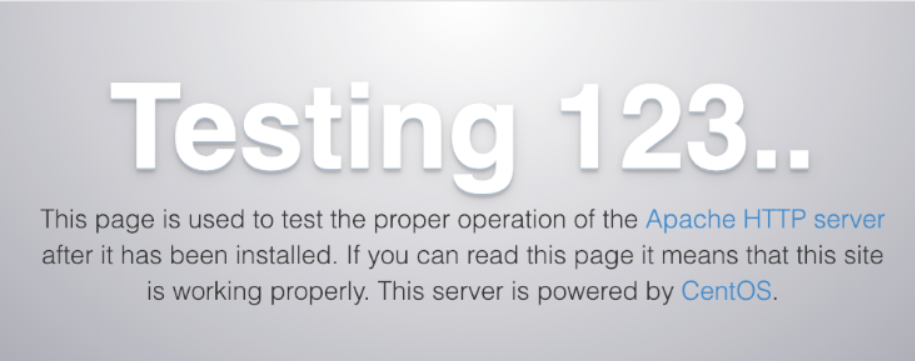 Testing 123..
This page is used to test the proper operation of the Apache HTTP server
after it has been installed. If you can read this page it means that this site
is working properly. This server is powered by CentOS.